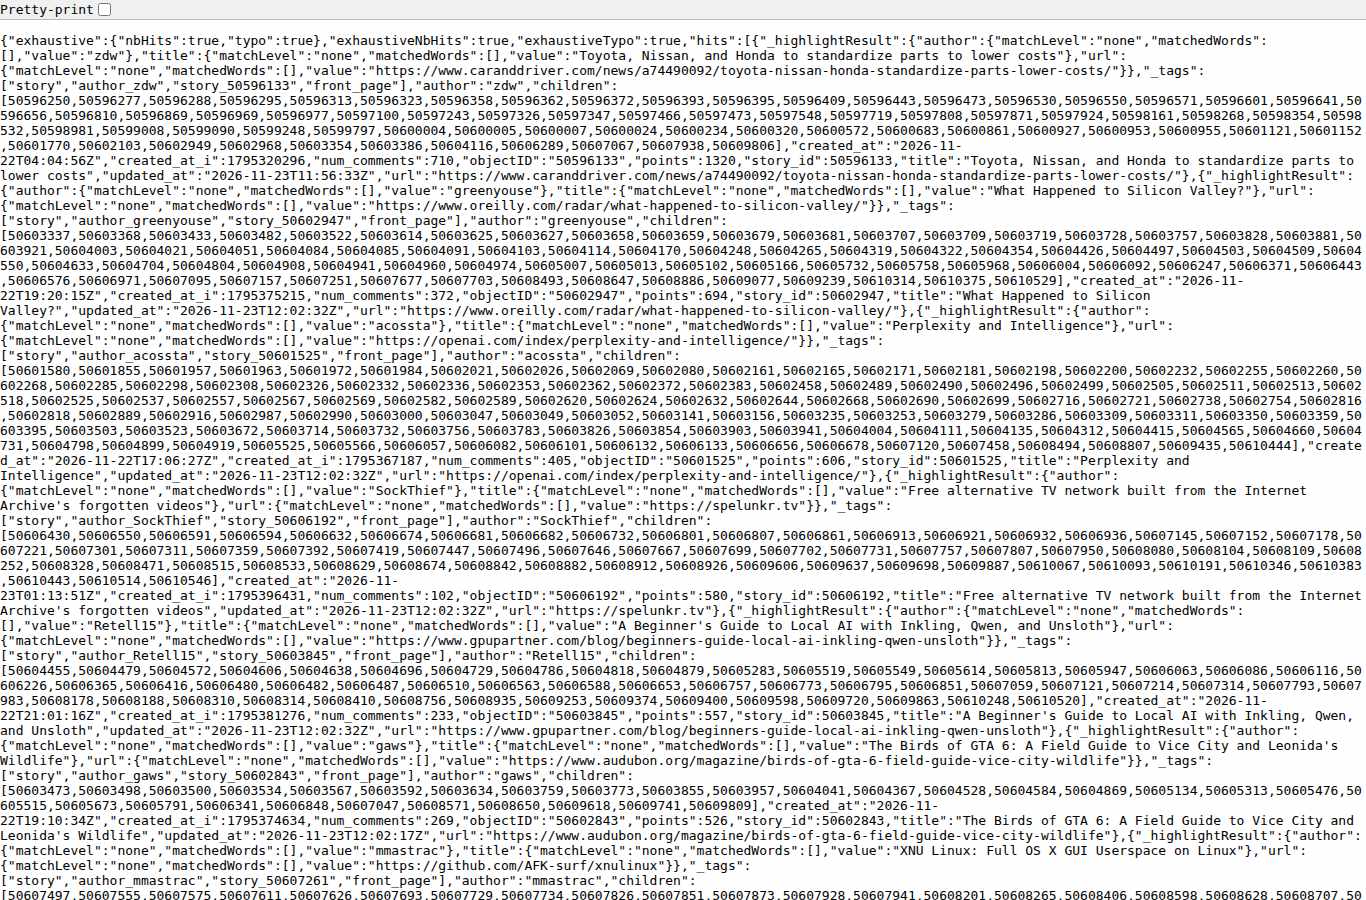 Pretty-print
{"exhaustive":{"nbHits":true,"typo":true},"exhaustiveNbHits":true,"exhaustiveTypo":true,"hits":[{"_highlightResult":{"author":{"matchLevel":"none","matchedWords":
[],"value":"zdw"},"title":{"matchLevel":"none","matchedWords":[],"value":"Toyota, Nissan, and Honda to standardize parts to lower costs"},"url":
{"matchLevel":"none","matchedWords":[],"value":"https://www.caranddriver.com/news/a74490092/toyota-nissan-honda-standardize-parts-lower-costs/"}},"_tags":
["story","author_zdw","story_50596133","front_page"],"author":"zdw","children":
[50596250,50596277,50596288,50596295,50596313,50596323,50596358,50596362,50596372,50596393,50596395,50596409,50596443,50596473,50596530,50596550,50596571,50596601,50596641,50
596656,50596810,50596869,50596969,50596977,50597100,50597243,50597326,50597347,50597466,50597473,50597548,50597719,50597808,50597871,50597924,50598161,50598268,50598354,50598
532,50598981,50599008,50599090,50599248,50599797,50600004,50600005,50600007,50600024,50600234,50600320,50600572,50600683,50600861,50600927,50600953,50600955,50601121,50601152
,50601770,50602103,50602949,50602968,50603354,50603386,50604116,50606289,50607067,50607938,50609806],"created_at":"2026-11-
22T04:04:56Z","created_at_i":1795320296,"num_comments":710,"objectID":"50596133","points":1320,"story_id":50596133,"title":"Toyota, Nissan, and Honda to standardize parts to
lower costs","updated_at":"2026-11-23T11:56:33Z","url":"https://www.caranddriver.com/news/a74490092/toyota-nissan-honda-standardize-parts-lower-costs/"},{"_highlightResult":
{"author":{"matchLevel":"none","matchedWords":[],"value":"greenyouse"},"title":{"matchLevel":"none","matchedWords":[],"value":"What Happened to Silicon Valley?"},"url":
{"matchLevel":"none","matchedWords":[],"value":"https://www.oreilly.com/radar/what-happened-to-silicon-valley/"}},"_tags":
["story","author_greenyouse","story_50602947","front_page"],"author":"greenyouse","children":
[50603337,50603368,50603433,50603482,50603522,50603614,50603625,50603627,50603658,50603659,50603679,50603681,50603707,50603709,50603719,50603728,50603757,50603828,50603881,50
603921,50604003,50604021,50604051,50604084,50604085,50604091,50604103,50604114,50604170,50604248,50604265,50604319,50604322,50604354,50604426,50604497,50604503,50604509,50604
550,50604633,50604704,50604804,50604908,50604941,50604960,50604974,50605007,50605013,50605102,50605166,50605732,50605758,50605968,50606004,50606092,50606247,50606371,50606443
,50606576,50606971,50607095,50607157,50607251,50607677,50607703,50608493,50608647,50608886,50609077,50609239,50610314,50610375,50610529],"created_at":"2026-11-
22T19:20:15Z","created_at_i":1795375215,"num_comments":372,"objectID":"50602947","points":694,"story_id":50602947,"title":"What Happened to Silicon
Valley?","updated_at":"2026-11-23T12:02:32Z","url":"https://www.oreilly.com/radar/what-happened-to-silicon-valley/"},{"_highlightResult":{"author":
{"matchLevel":"none","matchedWords":[],"value":"acossta"},"title":{"matchLevel":"none","matchedWords":[],"value":"Perplexity and Intelligence"},"url":
{"matchLevel":"none","matchedWords":[],"value":"https://openai.com/index/perplexity-and-intelligence/"}},"_tags":
["story","author_acossta","story_50601525","front_page"],"author":"acossta","children":
[50601580,50601855,50601957,50601963,50601972,50601984,50602021,50602026,50602069,50602080,50602161,50602165,50602171,50602181,50602198,50602200,50602232,50602255,50602260,50
602268,50602285,50602298,50602308,50602326,50602332,50602336,50602353,50602362,50602372,50602383,50602458,50602489,50602490,50602496,50602499,50602505,50602511,50602513,50602
518,50602525,50602537,50602557,50602567,50602569,50602582,50602589,50602620,50602624,50602632,50602644,50602668,50602690,50602699,50602716,50602721,50602738,50602754,50602816
,50602818,50602889,50602916,50602987,50602990,50603000,50603047,50603049,50603052,50603141,50603156,50603235,50603253,50603279,50603286,50603309,50603311,50603350,50603359,50
603395,50603503,50603523,50603672,50603714,50603732,50603756,50603783,50603826,50603854,50603903,50603941,50604004,50604111,50604135,50604312,50604415,50604565,50604660,50604
731,50604798,50604899,50604919,50605525,50605566,50606057,50606082,50606101,50606132,50606133,50606656,50606678,50607120,50607458,50608494,50608807,50609435,50610444],"create
d_at":"2026-11-22T17:06:27Z","created_at_i":1795367187,"num_comments":405,"objectID":"50601525","points":606,"story_id":50601525,"title":"Perplexity and
Intelligence","updated_at":"2026-11-23T12:02:32Z","url":"https://openai.com/index/perplexity-and-intelligence/"},{"_highlightResult":{"author":
{"matchLevel":"none","matchedWords":[],"value":"SockThief"},"title":{"matchLevel":"none","matchedWords":[],"value":"Free alternative TV network built from the Internet
Archive's forgotten videos"},"url":{"matchLevel":"none","matchedWords":[],"value":"https://spelunkr.tv"}},"_tags":
["story","author_SockThief","story_50606192","front_page"],"author":"SockThief","children":
[50606430,50606550,50606591,50606594,50606632,50606674,50606681,50606682,50606732,50606801,50606807,50606861,50606913,50606921,50606932,50606936,50607145,50607152,50607178,50
607221,50607301,50607311,50607359,50607392,50607419,50607447,50607496,50607646,50607667,50607699,50607702,50607731,50607757,50607807,50607950,50608080,50608104,50608109,50608
252,50608328,50608471,50608515,50608533,50608629,50608674,50608842,50608882,50608912,50608926,50609606,50609637,50609698,50609887,50610067,50610093,50610191,50610346,50610383
,50610443,50610514,50610546],"created_at":"2026-11-
23T01:13:51Z","created_at_i":1795396431,"num_comments":102,"objectID":"50606192","points":580,"story_id":50606192,"title":"Free alternative TV network built from the Internet
Archive's forgotten videos","updated_at":"2026-11-23T12:02:32Z","url":"https://spelunkr.tv"},{"_highlightResult":{"author":{"matchLevel":"none","matchedWords":
[],"value":"Retell15"},"title":{"matchLevel":"none","matchedWords":[],"value":"A Beginner's Guide to Local AI with Inkling, Qwen, and Unsloth"},"url":
{"matchLevel":"none","matchedWords":[],"value":"https://www.gpupartner.com/blog/beginners-guide-local-ai-inkling-qwen-unsloth"}},"_tags":
["story","author_Retell15","story_50603845","front_page"],"author":"Retell15","children":
[50604455,50604479,50604572,50604606,50604638,50604696,50604729,50604786,50604818,50604879,50605283,50605519,50605549,50605614,50605813,50605947,50606063,50606086,50606116,50
606226,50606365,50606416,50606480,50606482,50606487,50606510,50606563,50606588,50606653,50606757,50606773,50606795,50606851,50607059,50607121,50607214,50607314,50607793,50607
983,50608178,50608188,50608310,50608314,50608410,50608756,50608935,50609253,50609374,50609400,50609598,50609720,50609863,50610248,50610520],"created_at":"2026-11-
22T21:01:16Z","created_at_i":1795381276,"num_comments":233,"objectID":"50603845","points":557,"story_id":50603845,"title":"A Beginner's Guide to Local AI with Inkling, Qwen,
and Unsloth","updated_at":"2026-11-23T12:02:32Z","url":"https://www.gpupartner.com/blog/beginners-guide-local-ai-inkling-qwen-unsloth"},{"_highlightResult":{"author":
{"matchLevel":"none","matchedWords":[],"value":"gaws"},"title":{"matchLevel":"none","matchedWords":[],"value":"The Birds of GTA 6: A Field Guide to Vice City and Leonida's
Wildlife"},"url":{"matchLevel":"none","matchedWords":[],"value":"https://www.audubon.org/magazine/birds-of-gta-6-field-guide-vice-city-wildlife"}},"_tags":
["story","author_gaws","story_50602843","front_page"],"author":"gaws","children":
[50603473,50603498,50603500,50603534,50603567,50603592,50603634,50603759,50603773,50603855,50603957,50604041,50604367,50604528,50604584,50604869,50605134,50605313,50605476,50
605515,50605673,50605791,50606341,50606848,50607047,50608571,50608650,50609618,50609741,50609809],"created_at":"2026-11-
22T19:10:34Z","created_at_i":1795374634,"num_comments":269,"objectID":"50602843","points":526,"story_id":50602843,"title":"The Birds of GTA 6: A Field Guide to Vice City and
Leonida's Wildlife","updated_at":"2026-11-23T12:02:17Z","url":"https://www.audubon.org/magazine/birds-of-gta-6-field-guide-vice-city-wildlife"},{"_highlightResult":{"author":
{"matchLevel":"none","matchedWords":[],"value":"mmastrac"},"title":{"matchLevel":"none","matchedWords":[],"value":"XNU Linux: Full OS X GUI Userspace on Linux"},"url":
{"matchLevel":"none","matchedWords":[],"value":"https://github.com/AFK-surf/xnulinux"}},"_tags":
["story","author_mmastrac","story_50607261","front_page"],"author":"mmastrac","children":
[50607497,50607555,50607575,50607611,50607626,50607693,50607729,50607734,50607826,50607851,50607873,50607928,50607941,50608201,50608265,50608406,50608598,50608628,50608707,50